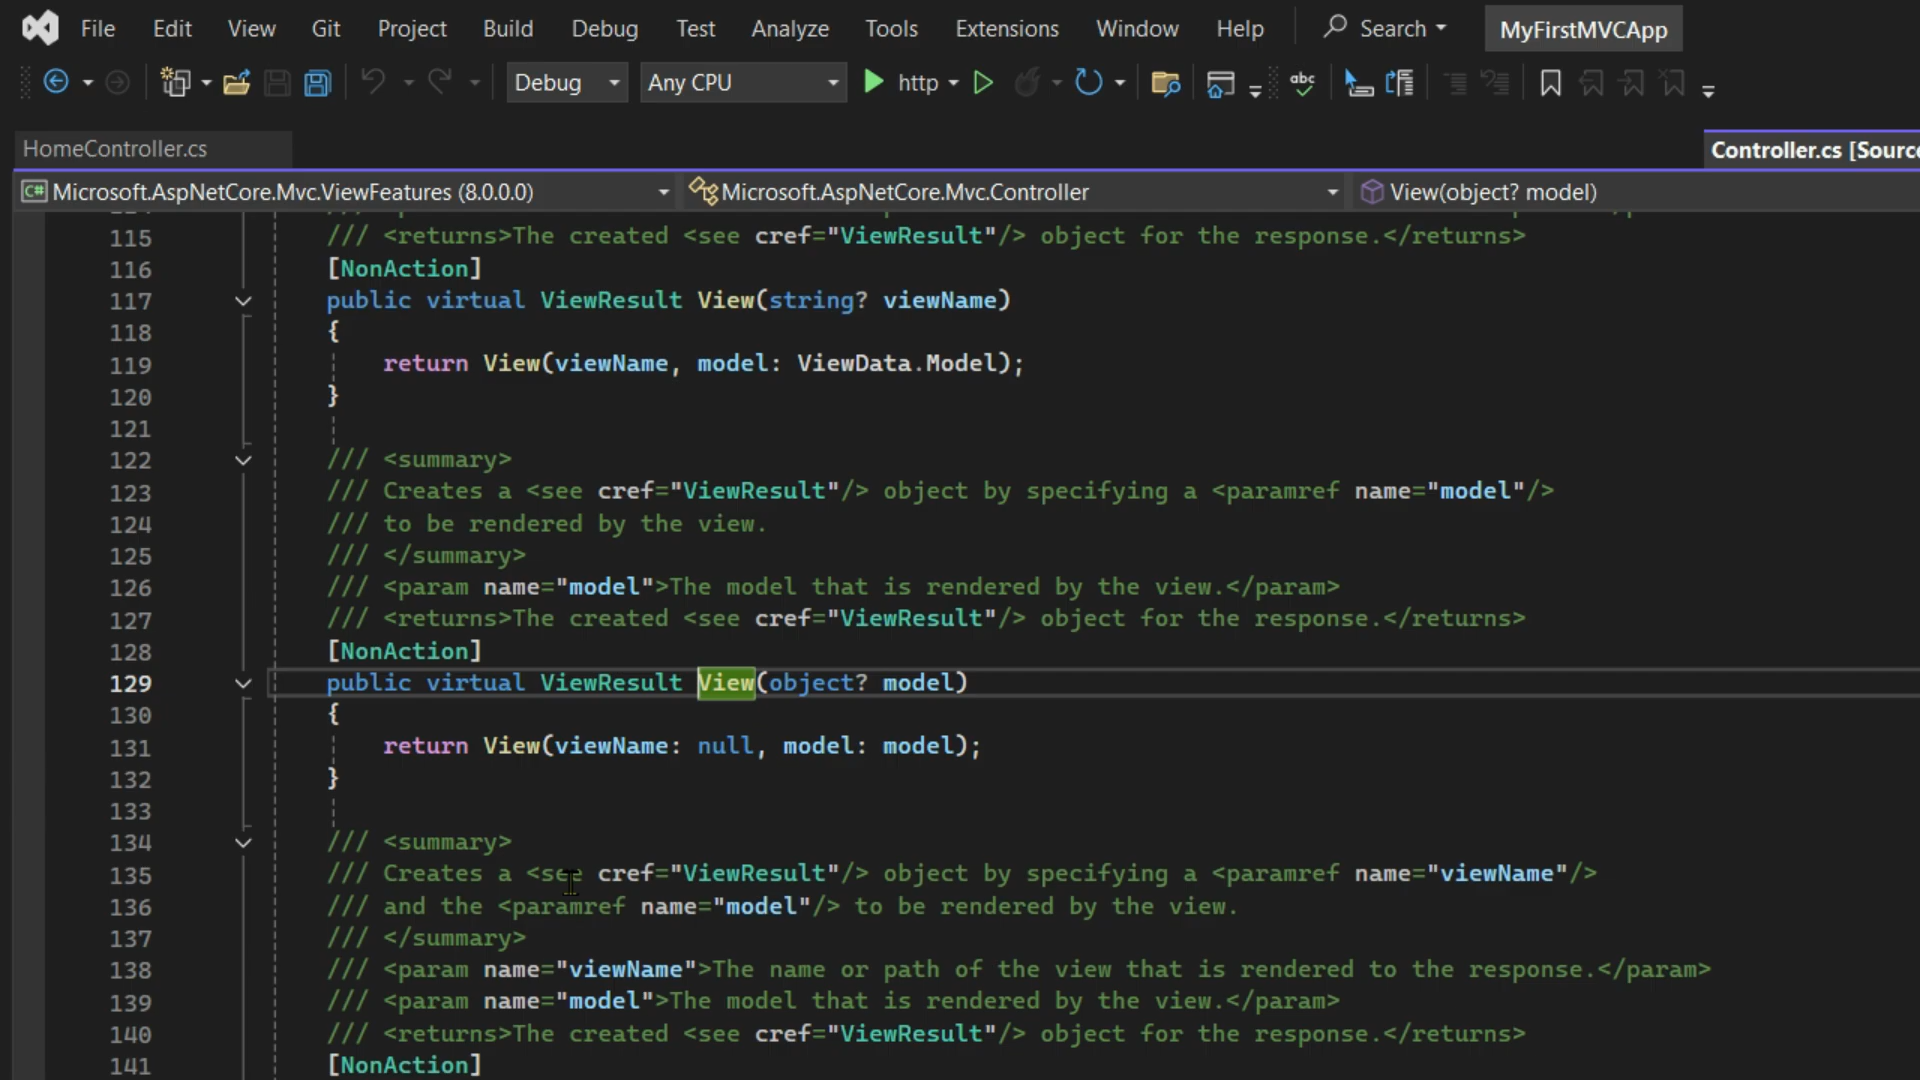 File Edit View Git Project Build Debug Test Analyze Tools Extensions Window Help Search MyFirstMVCApp
Debug Any CPU http abc
HomeController.cs Controller.cs [Source
C# Microsoft.AspNetCore.Mvc.ViewFeatures (8.0.0.0) Microsoft.AspNetCore.Mvc.Controller View(object? model)
115 /// <returns>The created <see cref="ViewResult"/> object for the response.</returns>
116 [NonAction]
117 public virtual ViewResult View(string? viewName)
118 {
119 return View(viewName, model: ViewData.Model);
120 }
121
122 /// <summary>
123 /// Creates a <see cref="ViewResult"/> object by specifying a <paramref name="model"/>
124 /// to be rendered by the view.
125 /// </summary>
126 /// <param name="model">The model that is rendered by the view.</param>
127 /// <returns>The created <see cref="ViewResult"/> object for the response.</returns>
128 [NonAction]
129 public virtual ViewResult View(object? model)
130 {
131 return View(viewName: null, model: model);
132 }
133
134 /// <summary>
135 /// Creates a <see cref="ViewResult"/> object by specifying a <paramref name="viewName"/>
136 /// and the <paramref name="model"/> to be rendered by the view.
137 /// </summary>
138 /// <param name="viewName">The name or path of the view that is rendered to the response.</param>
139 /// <param name="model">The model that is rendered by the view.</param>
140 /// <returns>The created <see cref="ViewResult"/> object for the response.</returns>
141 [NonAction]